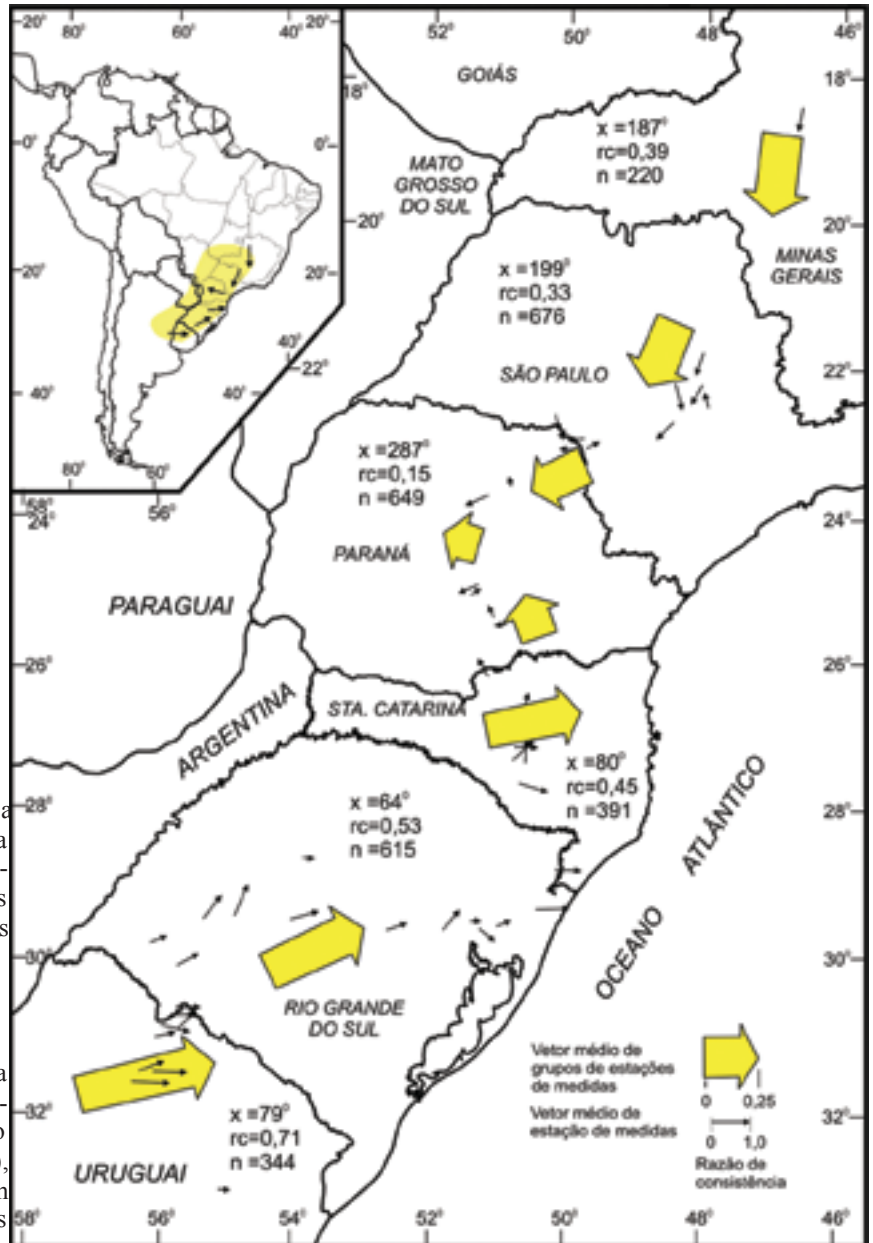 80° 60° 40° 20°
20°
0°
20°
40°
80° 60°
0°
20°
40°
40°
52° 50° 48° 46°
18°
20°
22°
58°
24°
56°
GOIÁS
18°
x =187°
rc=0,39
n =220
MATO
GROSSO
DO SUL
20°
MINAS
GERAIS
x =199°
rc=0,33
n =676
SÃO PAULO
22°
x =287°
rc=0,15
n =649
24°
PARANÁ
PARAGUAI
26°
26°
ARGENTINA
STA. CATARINA
x =80°
rc=0,45
n =391
28°
28°
x =64°
rc=0,53
n =615
OCEANO ATLÂNTICO
30°
30°
RIO GRANDE
DO SUL
32°
32°
x =79°
rc=0,71
n =344
URUGUAI
Vetor médio de
grupos de estações
de medidas
0 0,25
Vetor médio de
estação de medidas
0 1,0
Razão de
consistência
58° 56° 54° 52° 50° 48° 46°
a
a
-
s
s
a
-
o
),
n
s